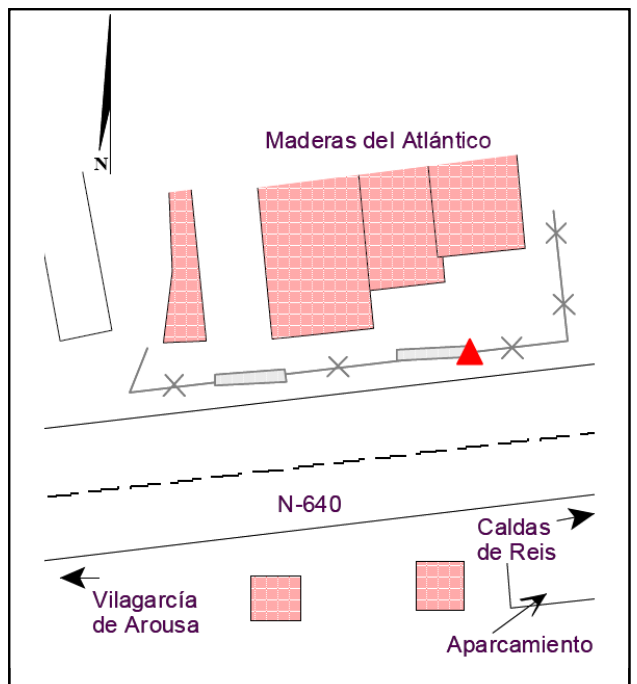 Maderas del Atlántico
N
N-640
Caldas
de Reis
Vilagarcía
de Arousa
Aparcamiento